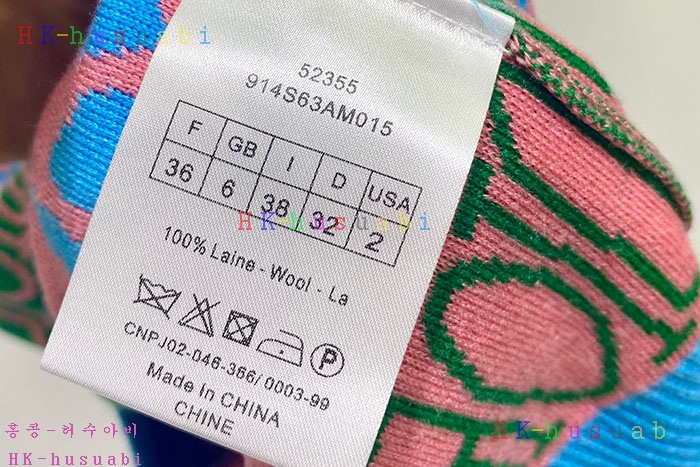 HK-husuabi
52355
914S63AM015
F GB I D USA
36 6 38 32 2
HK-husuabi
100% Laine - Wool - La
CNPJ02-046-366/0003-99
Made In CHINA
CHINE
HK-husuabi
홍콩-허수아비
HK-husuabi